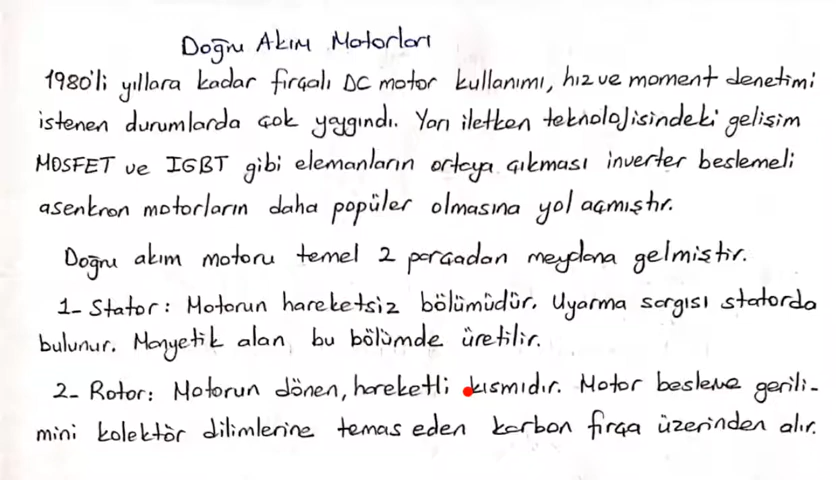 Doğru Akım Motorları
1980'li yıllara kadar fırçalı DC motor kullanımı, hız ve moment denetimi
istenen durumlarda çok yaygındı. Yarı iletken teknolojisindeki gelişim
MOSFET ve IGBT gibi elemanların ortaya çıkması inverter beslemeli
asenkron motorların daha popüler olmasına yol açmıştır.
Doğru akım motoru temel 2 parçadan meydana gelmiştir.
1- Stator: Motorun hareketsiz bölümüdür. Uyarma sargısı statorda
bulunur. Manyetik alan, bu bölümde üretilir.
2- Rotor: Motorun dönen, hareketli kısmıdır. Motor besleme gerili-
mini kolektör dilimlerine temas eden karbon fırça üzerinden alır.